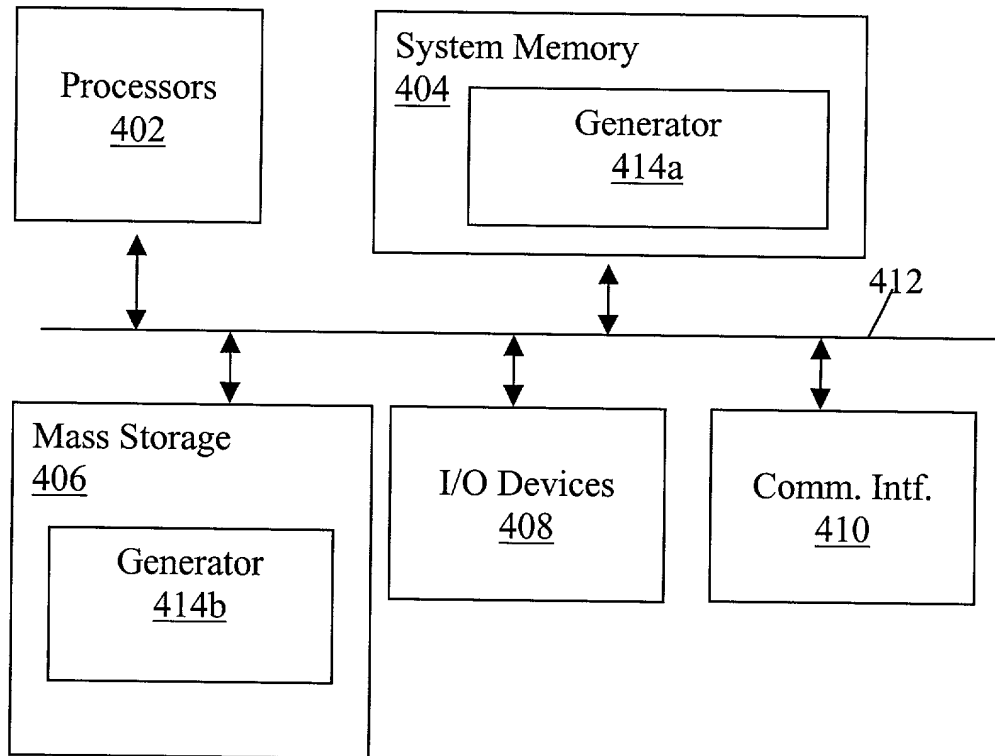 Processors
402
System Memory
404
Generator
414a
412
Mass Storage
406
Generator
414b
I/O Devices
408
Comm. Intf.
410